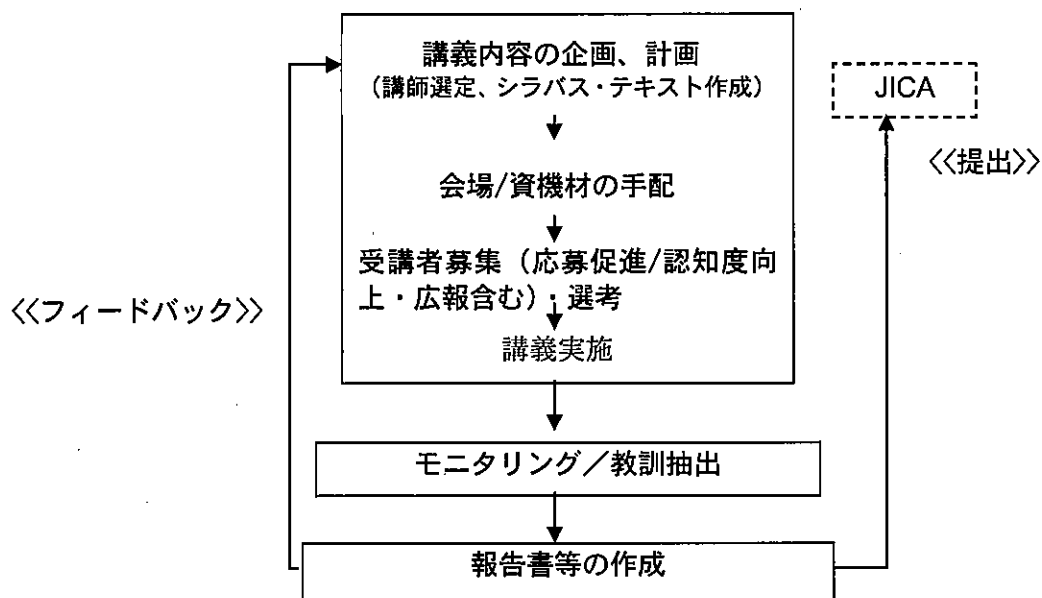 講義内容の企画、計画
（講師選定、シラバス・テキスト作成）
JICA
<<提出>>
会場/資機材の手配
受講者募集（応募促進/認知度向
上・広報含む）・選考
<<フィードバック>>
講義実施
モニタリング／教訓抽出
報告書等の作成